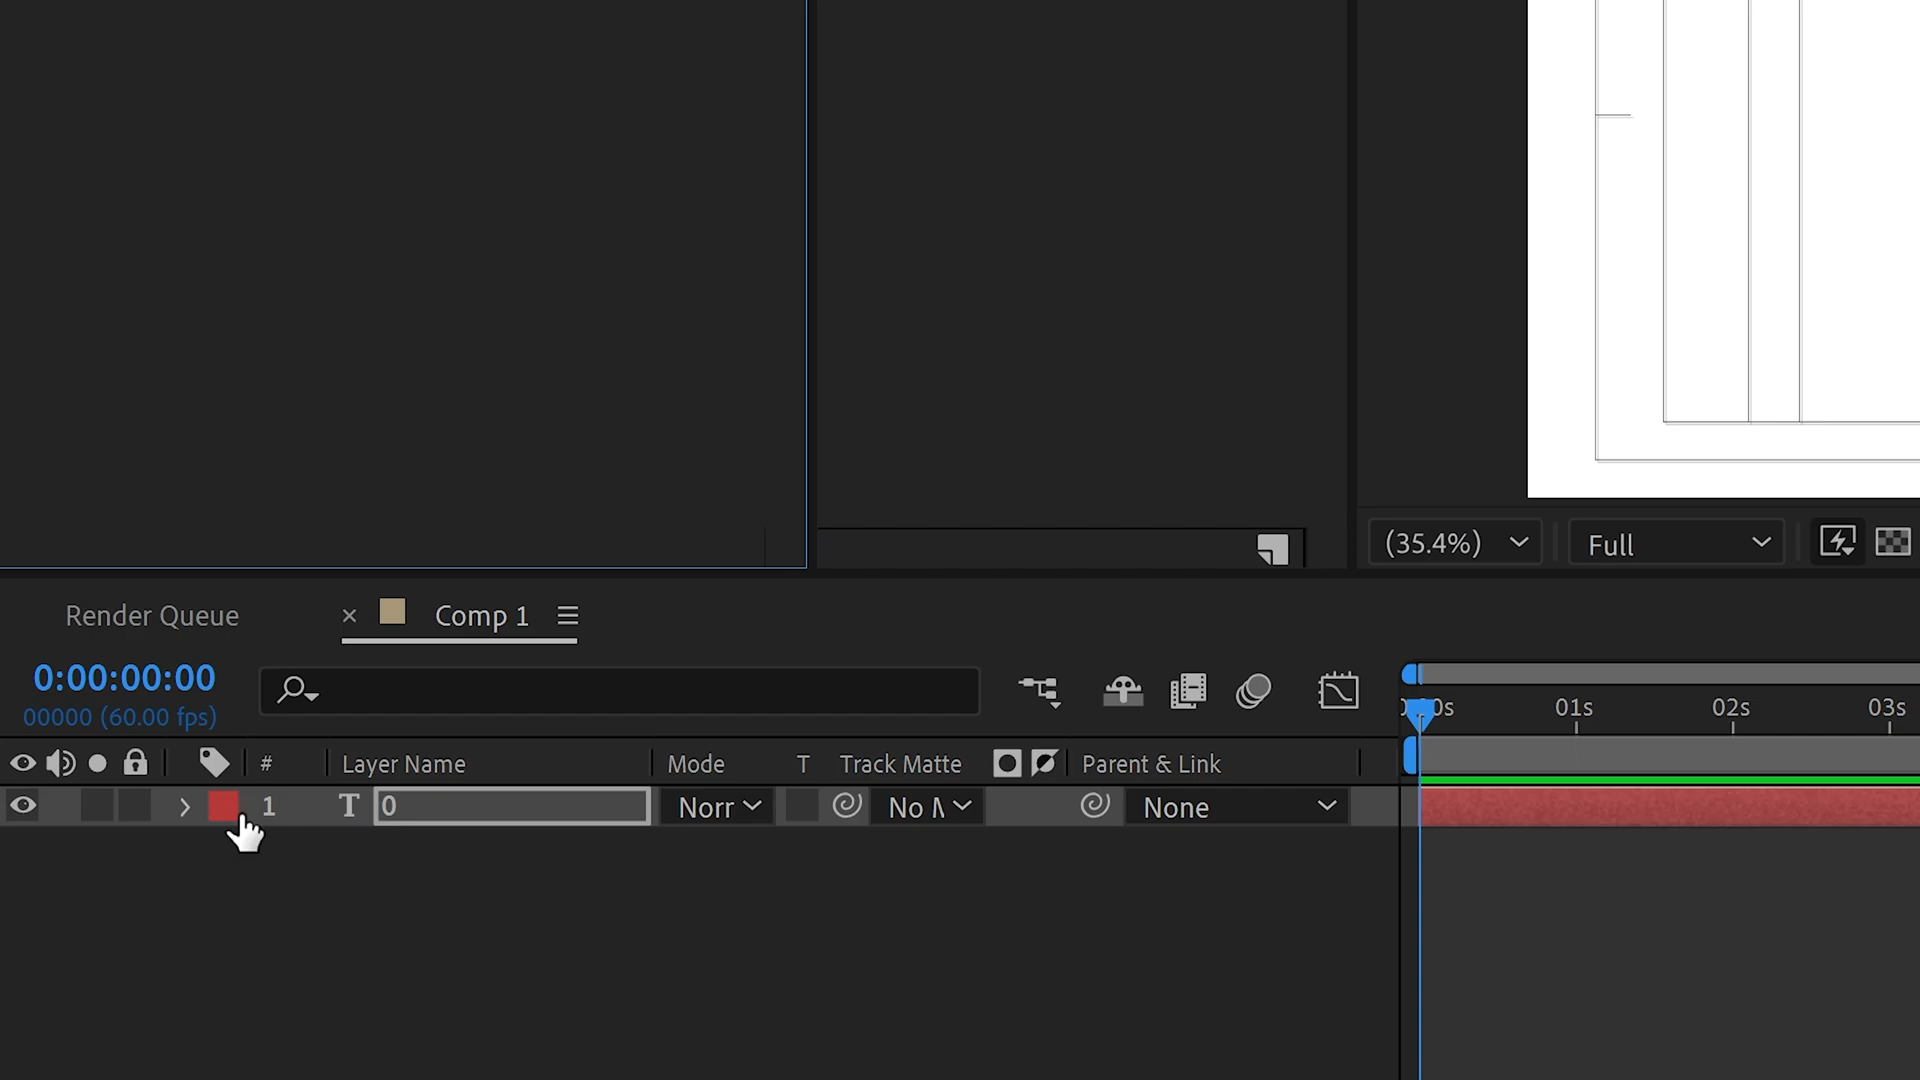 (35.4%)
Full
Render Queue
× Comp 1
0:00:00:00
00000 (60.00 fps)
01s 02s 03s
# Layer Name Mode T Track Matte Parent & Link
1 T 0 Norr No M None